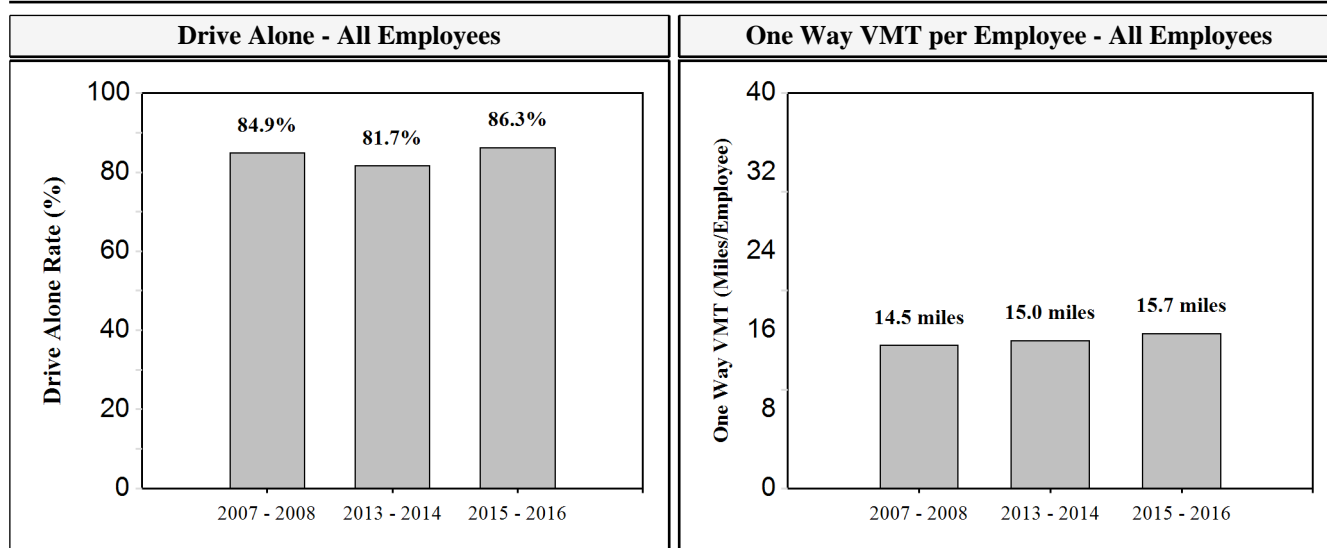 Drive Alone - All Employees
One Way VMT per Employee - All Employees
Drive Alone Rate (%)
100
80
60
40
20
0
84.9%
81.7%
86.3%
2007 - 2008
2013 - 2014
2015 - 2016
One Way VMT (Miles/Employee)
40
32
24
16
8
0
14.5 miles
15.0 miles
15.7 miles
2007 - 2008
2013 - 2014
2015 - 2016